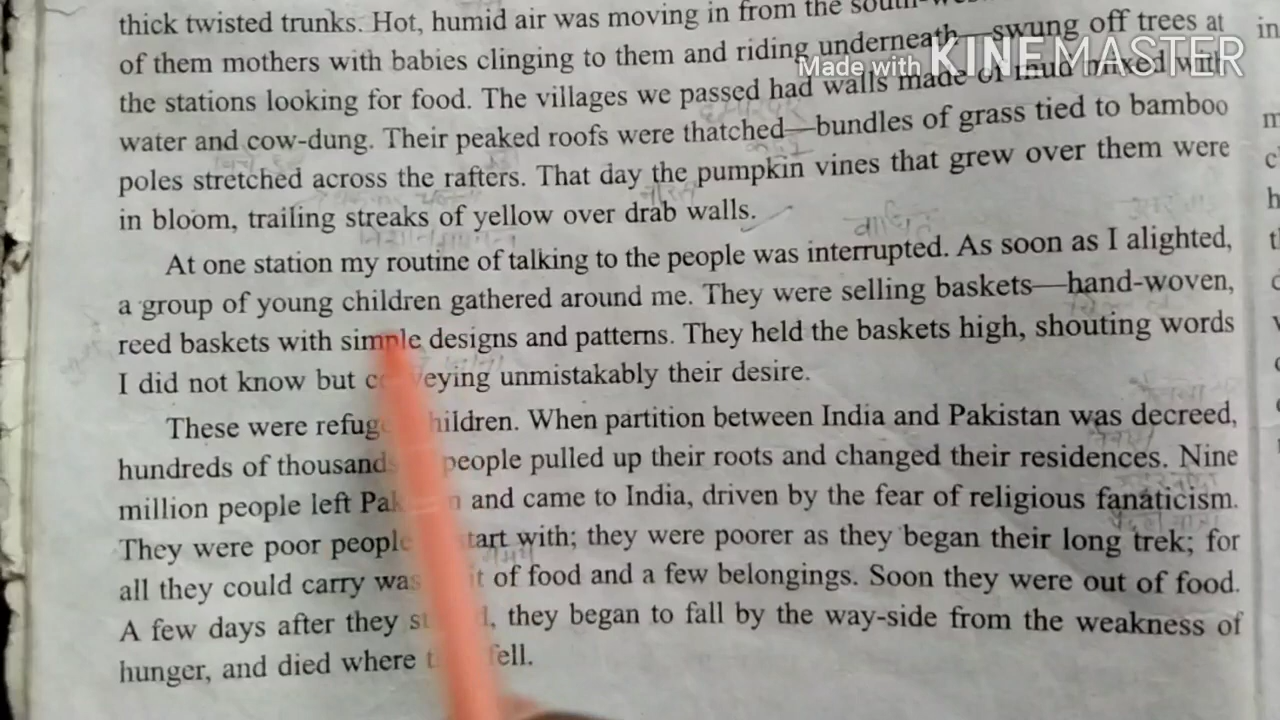 thick twisted trunks. Hot, humid air was moving in from the
of them mothers with babies clinging to them and riding underneath—swung off trees at
Made with KINEMASTER
the stations looking for food. The villages we passed had walls made of mud mixed with
water and cow-dung. Their peaked roofs were thatched—bundles of grass tied to bamboo
poles stretched across the rafters. That day the pumpkin vines that grew over them were
in bloom, trailing streaks of yellow over drab walls.
At one station my routine of talking to the people was interrupted. As soon as I alighted,
a group of young children gathered around me. They were selling baskets—hand-woven,
reed baskets with simple designs and patterns. They held the baskets high, shouting words
I did not know but conveying unmistakably their desire.
These were children. When partition between India and Pakistan was decreed,
hundreds of thousands people pulled up their roots and changed their residences. Nine
million people left and came to India, driven by the fear of religious fanaticism.
They were poor people start with; they were poorer as they began their long trek; for
all they could carry was of food and a few belongings. Soon they were out of food.
A few days after they they began to fall by the way-side from the weakness of
hunger, and died where fell.
in
m